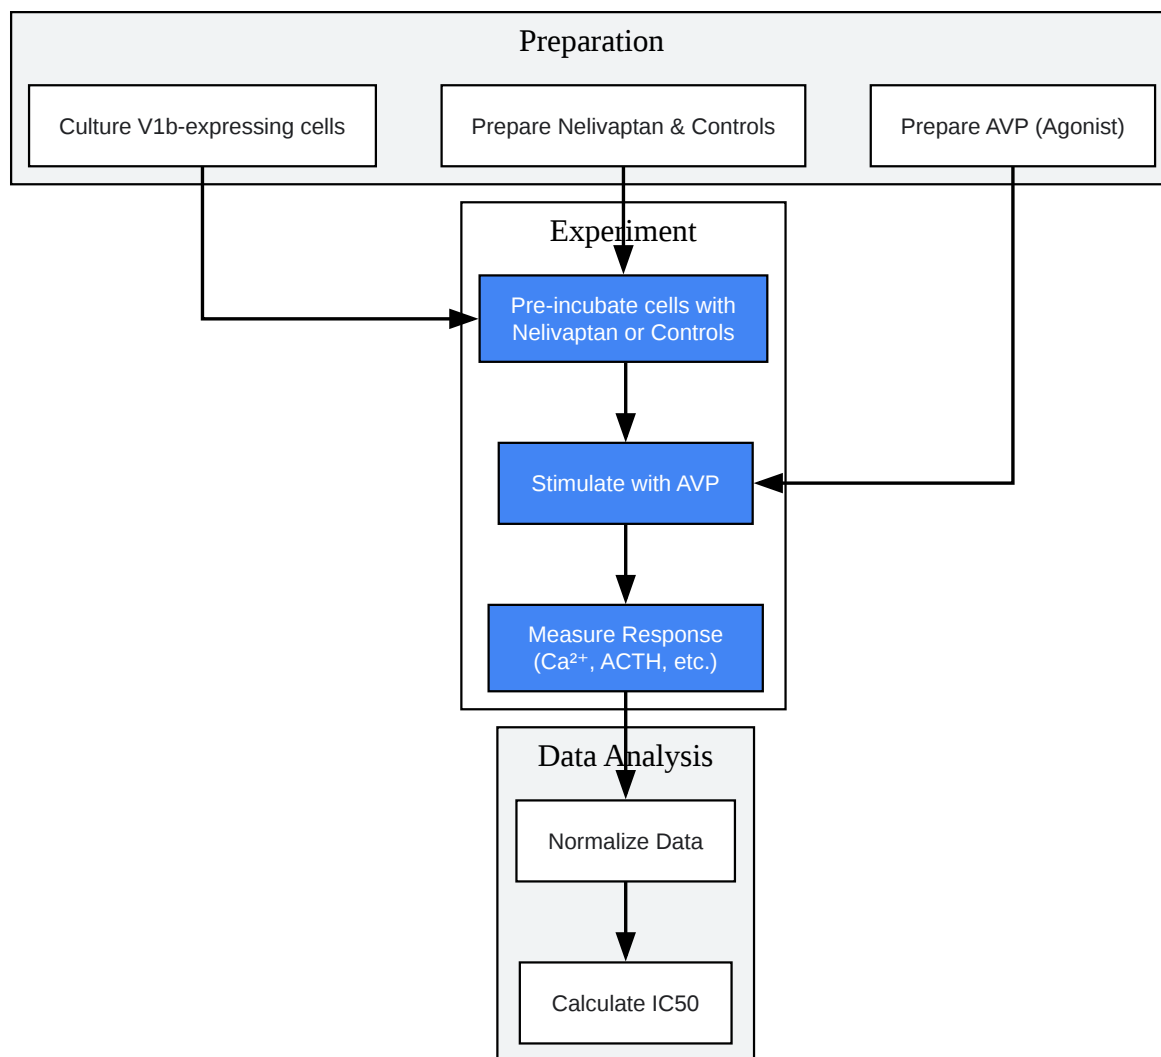 Preparation
Culture V1b-expressing cells
Prepare Nelivaptan & Controls
Prepare AVP (Agonist)
Experiment
Pre-incubate cells with
Nelivaptan or Controls
Stimulate with AVP
Measure Response
(Ca²⁺, ACTH, etc.)
Data Analysis
Normalize Data
Calculate IC50